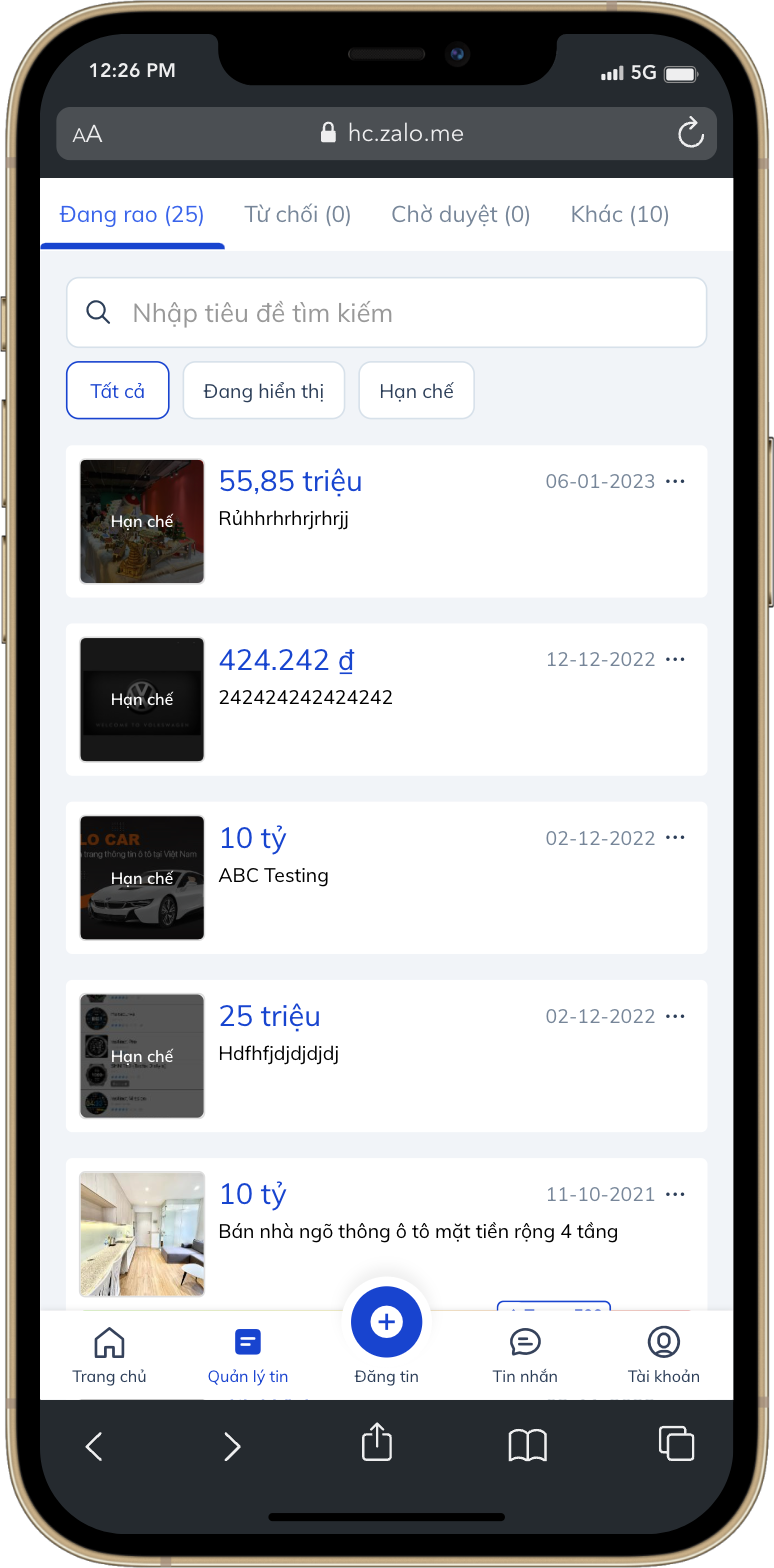 12:26 PM
5G
AA
hc.zalo.me
Đang rao (25)
Từ chối (0)
Chờ duyệt (0)
Khác (10)
Nhập tiêu đề tìm kiếm
Tất cả
Đang hiển thị
Hạn chế
Hạn chế
55,85 triệu
06-01-2023
Rủhhrhrhrjrhrjj
Hạn chế
424.242 ₫
12-12-2022
242424242424242
LO CAR
trang thông tin ô tô tại Việt Nam
Hạn chế
10 tỷ
02-12-2022
ABC Testing
Hạn chế
25 triệu
02-12-2022
Hdfhfjdjdjdjdj
10 tỷ
11-10-2021
Bán nhà ngõ thông ô tô mặt tiền rộng 4 tầng
Trang chủ
Quản lý tin
Đăng tin
Tin nhắn
Tài khoản